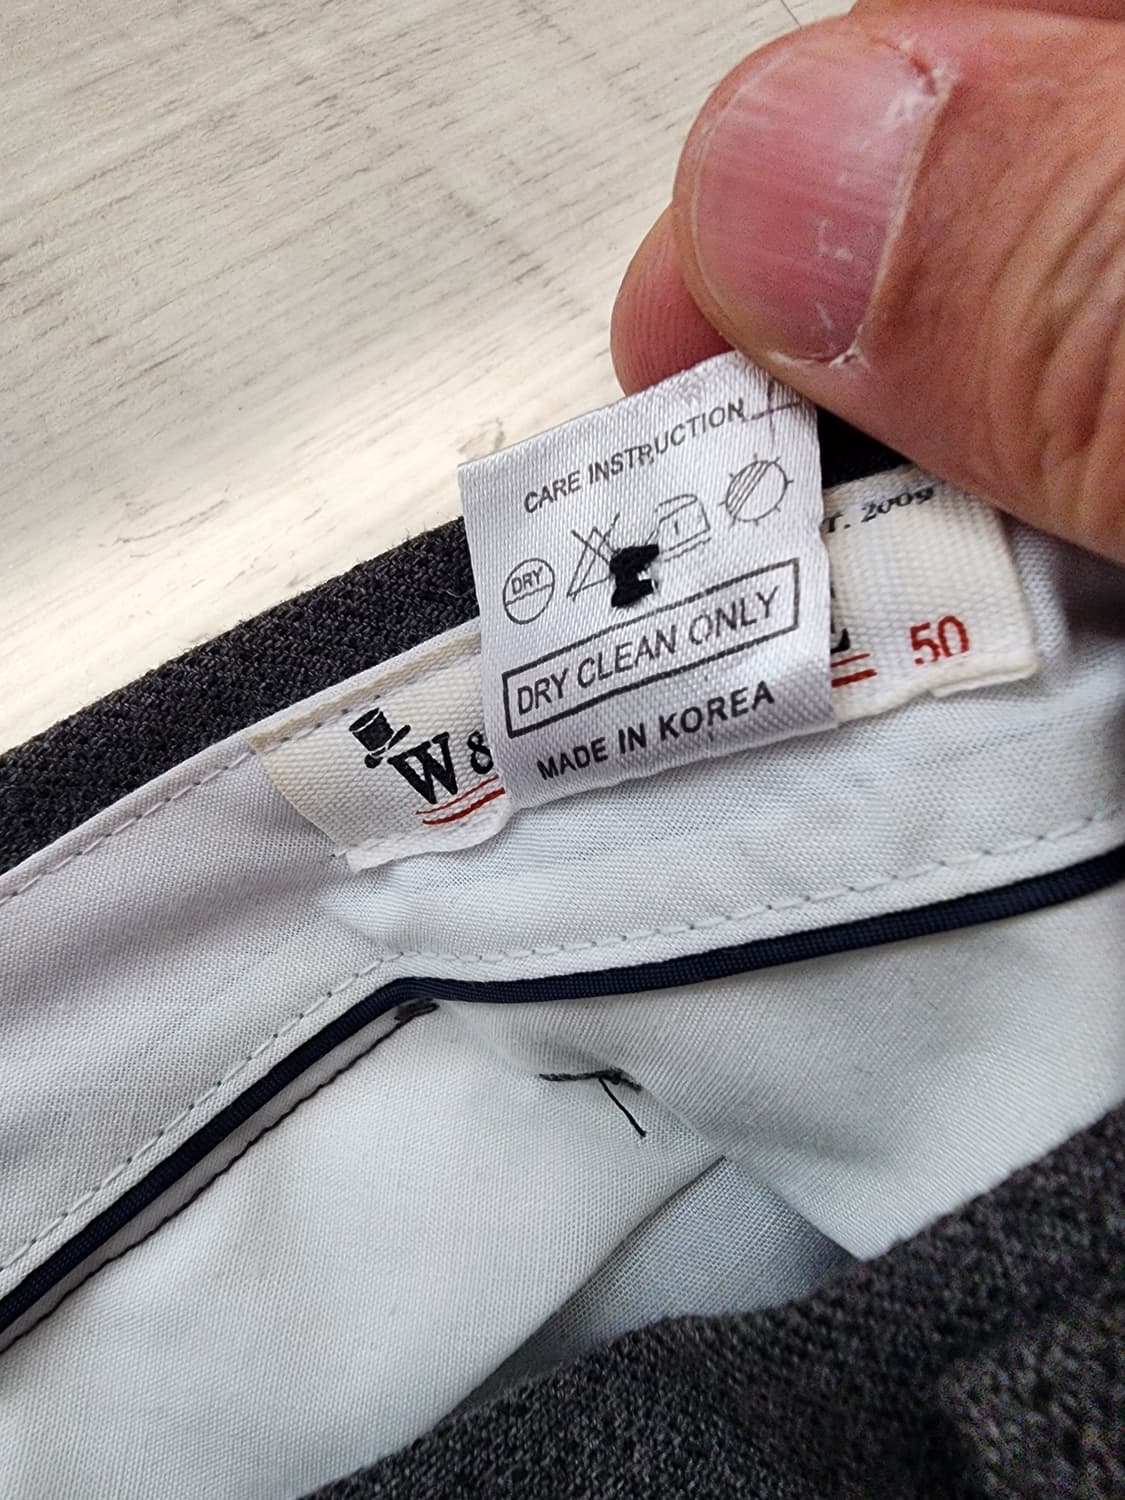 CARE INSTRUCTION
DRY
DRY CLEAN ONLY
MADE IN KOREA
T. 2009
W &
50